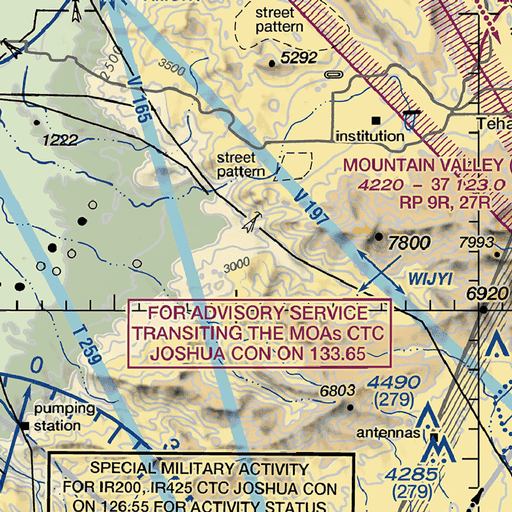 street
pattern
5292
3500
2500
V 165
institution
Teha
1222
street
pattern
MOUNTAIN VALLEY (
4220 - 37 123.0
RP 9R, 27R
V 197
7800
7993
3000
WIJYI
6920
FOR ADVISORY SERVICE
TRANSITING THE MOAs CTC
JOSHUA CON ON 133.65
T 259
0
6803
4490
(279)
pumping
station
antennas
4285
(279)
SPECIAL MILITARY ACTIVITY
FOR IR200, IR425 CTC JOSHUA CON
ON 126.55 FOR ACTIVITY STATUS